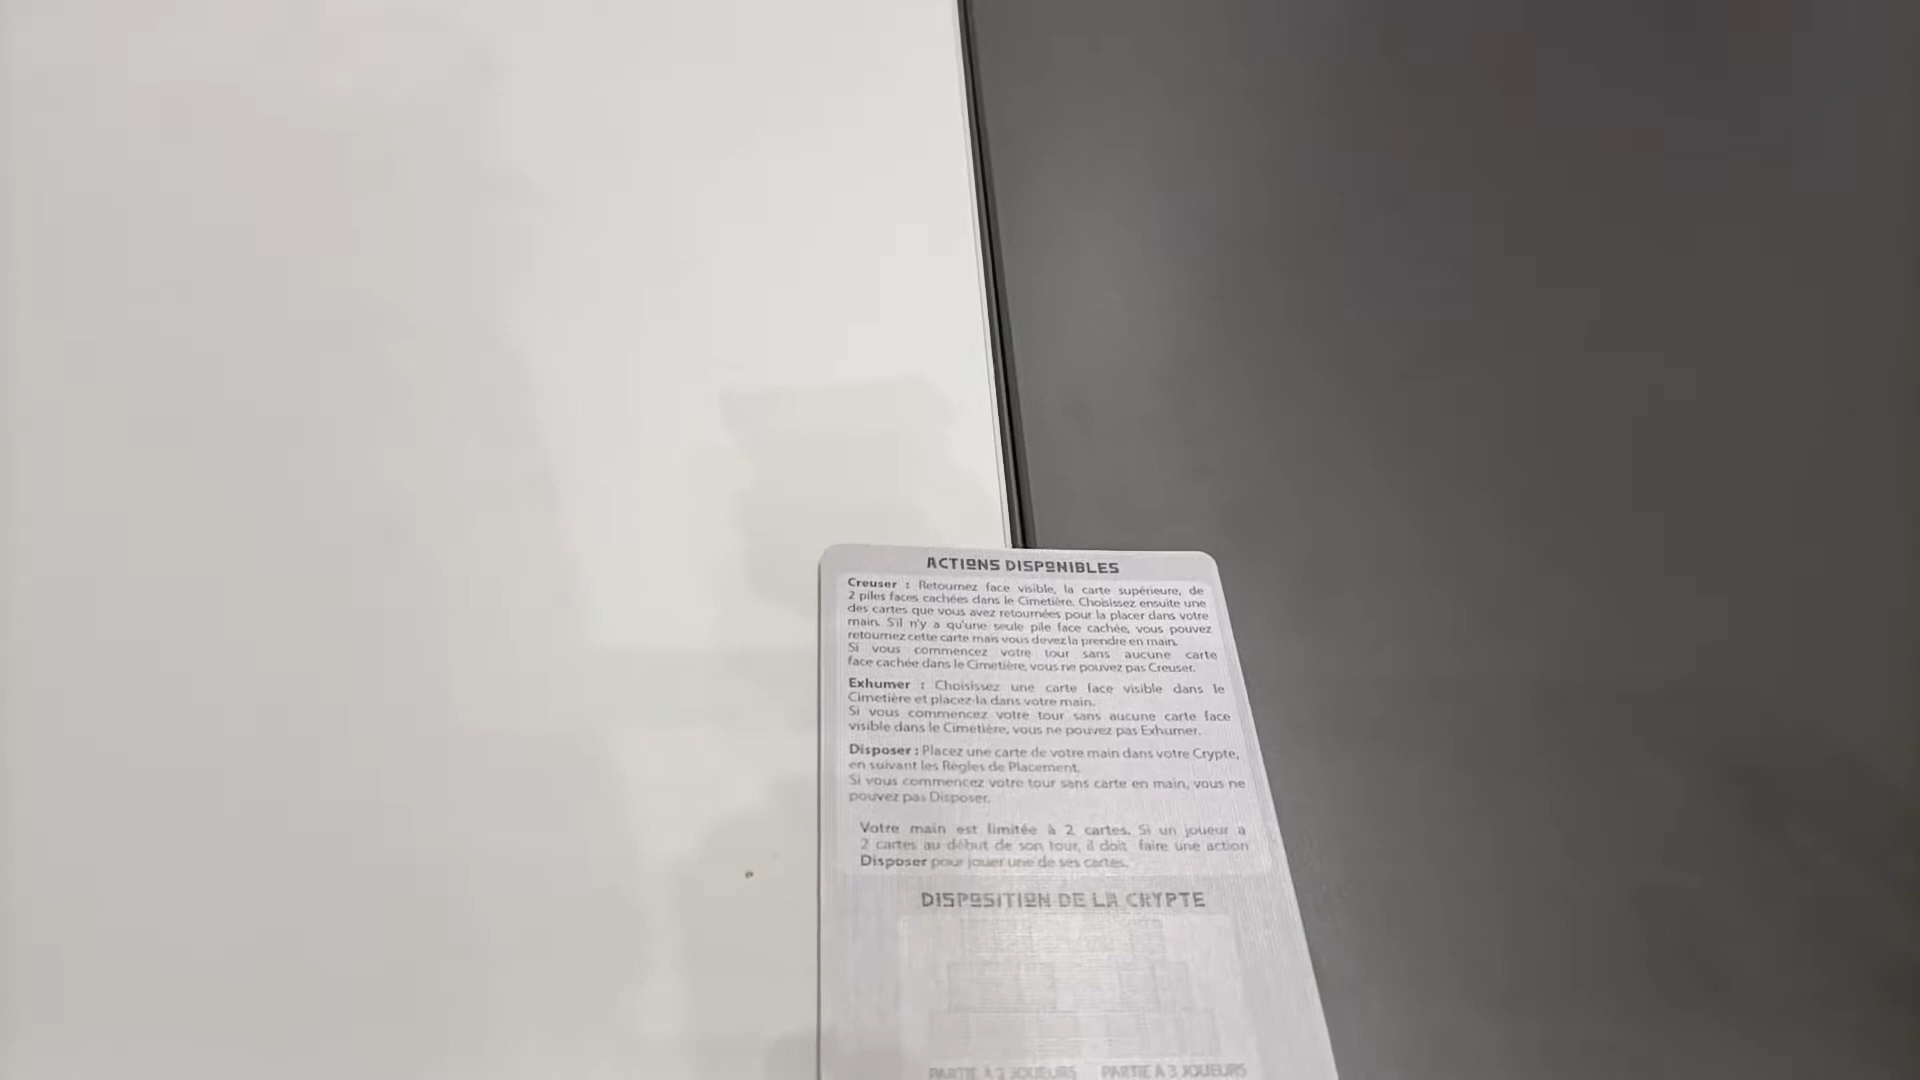 ACTIONS DISPONIBLES
Creuser : Retournez face visible, la carte supérieure, de
2 piles faces cachées dans le Cimetière. Choisissez ensuite une
des cartes que vous avez retournées pour la placer dans votre
main. S'il n'y a qu'une seule pile face cachée, vous pouvez
retournez cette carte mais vous devez la prendre en main.
Si vous commencez votre tour sans aucune carte
face cachée dans le Cimetière, vous ne pouvez pas Creuser.
Exhumer : Choisissez une carte face visible dans le
Cimetière et placez-la dans votre main.
Si vous commencez votre tour sans aucune carte face
visible dans le Cimetière, vous ne pouvez pas Exhumer.
Disposer : Placez une carte de votre main dans votre Crypte,
en suivant les Règles de Placement.
Si vous commencez votre tour sans carte en main, vous ne
pouvez pas Disposer.
Votre main est limitée à 2 cartes. Si un joueur a
2 cartes au début de son tour, il doit faire une action
Disposer pour jouer une de ses cartes.
DISPOSITION DE LA CRYPTE
PARTIE A 2 JOUEURS PARTIE A 3 JOUEURS